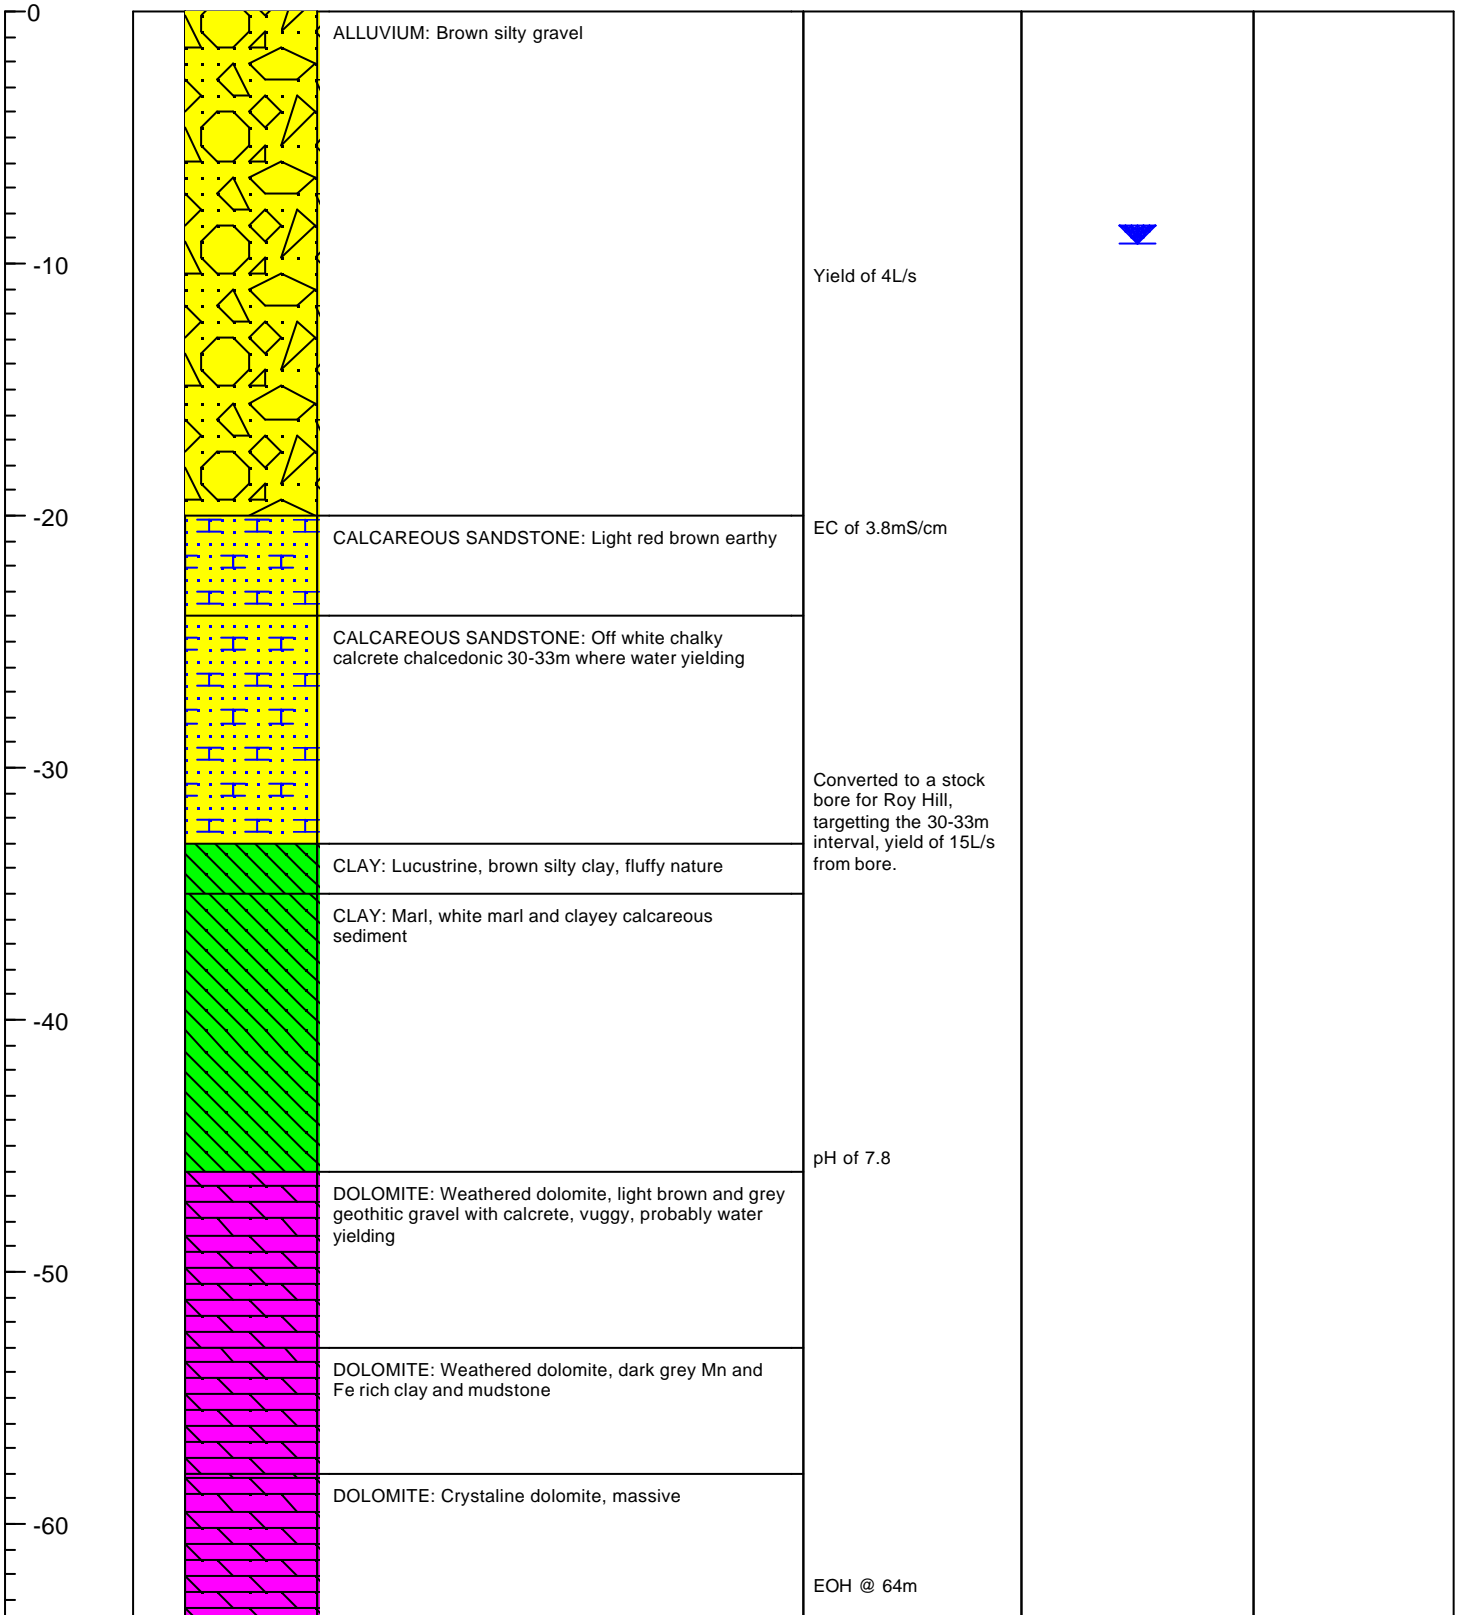 0
ALLUVIUM: Brown silty gravel
-10
Yield of 4L/s
-20
EC of 3.8mS/cm
CALCAREOUS SANDSTONE: Light red brown earthy
CALCAREOUS SANDSTONE: Off white chalky
calcrete chalcedonic 30-33m where water yielding
-30
Converted to a stock
bore for Roy Hill,
targetting the 30-33m
interval, yield of 15L/s
from bore.
CLAY: Lucustrine, brown silty clay, fluffy nature
CLAY: Marl, white marl and clayey calcareous
sediment
-40
pH of 7.8
DOLOMITE: Weathered dolomite, light brown and grey
geothitic gravel with calcrete, vuggy, probably water
yielding
-50
DOLOMITE: Weathered dolomite, dark grey Mn and
Fe rich clay and mudstone
DOLOMITE: Crystaline dolomite, massive
-60
EOH @ 64m